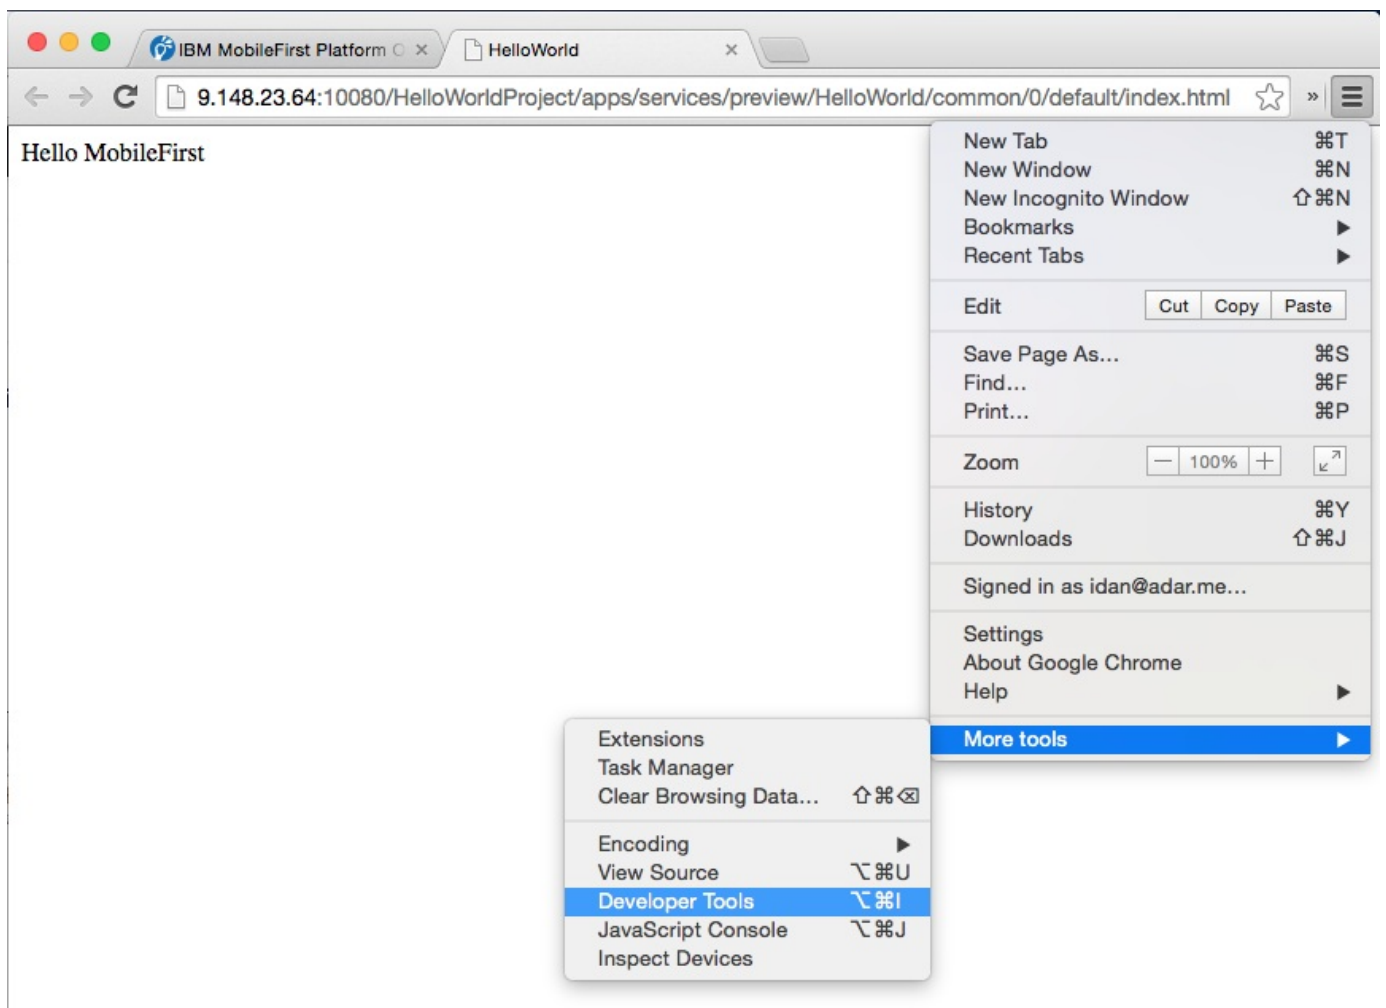 IBM MobileFirst Platform O
HelloWorld
9.148.23.64:10080/HelloWorldProject/apps/services/preview/HelloWorld/common/0/default/index.html
Hello MobileFirst
New Tab ⌘T
New Window ⌘N
New Incognito Window ⇧⌘N
Bookmarks ▶
Recent Tabs ▶
Edit Cut Copy Paste
Save Page As... ⌘S
Find... ⌘F
Print... ⌘P
Zoom — 100% +
History ⌘Y
Downloads ⇧⌘J
Signed in as idan@adar.me...
Settings
About Google Chrome
Help ▶
More tools ▶
Extensions
Task Manager
Clear Browsing Data... ⇧⌘⌫
Encoding ▶
View Source ⌥⌘U
Developer Tools ⌥⌘I
JavaScript Console ⌥⌘J
Inspect Devices